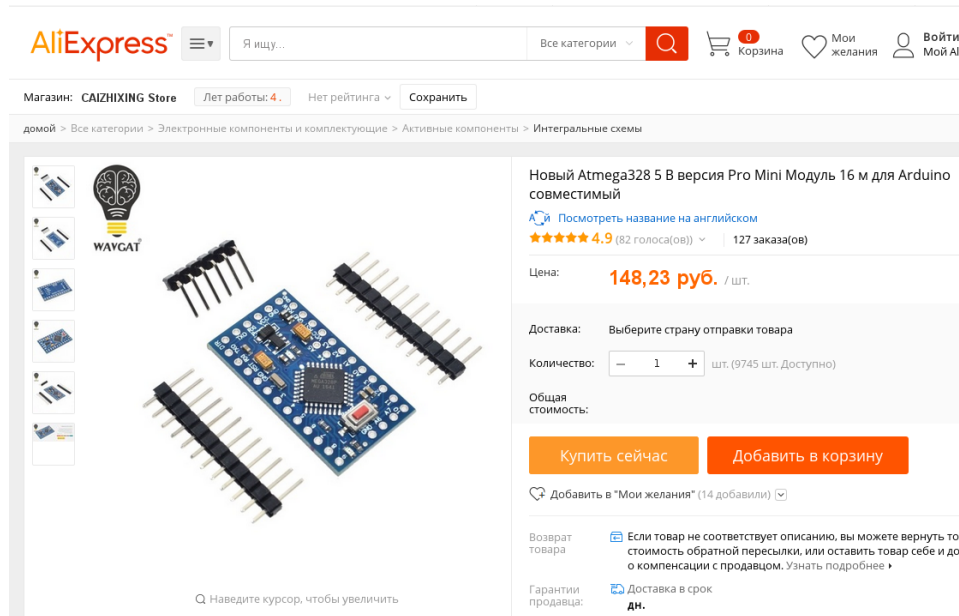 AliExpress
Я ищу...
Все категории
0
Корзина
Мои
желания
Войти
Мой Al
Магазин: CAIZHIXING Store
Лет работы: 4 .
Нет рейтинга
Сохранить
домой > Все категории > Электронные компоненты и комплектующие > Активные компоненты > Интегральные схемы
WAVGAT
Новый Atmega328 5 В версия Pro Mini Модуль 16 м для Arduino
совместимый
Посмотреть название на английском
4.9 (82 голоса(ов)) 127 заказа(ов)
Цена: 148,23 руб. / шт.
Доставка: Выберите страну отправки товара
Количество: − 1 + шт. (9745 шт. Доступно)
Общая
стоимость:
Купить сейчас
Добавить в корзину
Добавить в "Мои желания" (14 добавили)
Возврат
товара
Если товар не соответствует описанию, вы можете вернуть то
стоимость обратной пересылки, или оставить товар себе и до
о компенсации с продавцом. Узнать подробнее
Гарантии
продавца:
Доставка в срок
дн.
Наведите курсор, чтобы увеличить